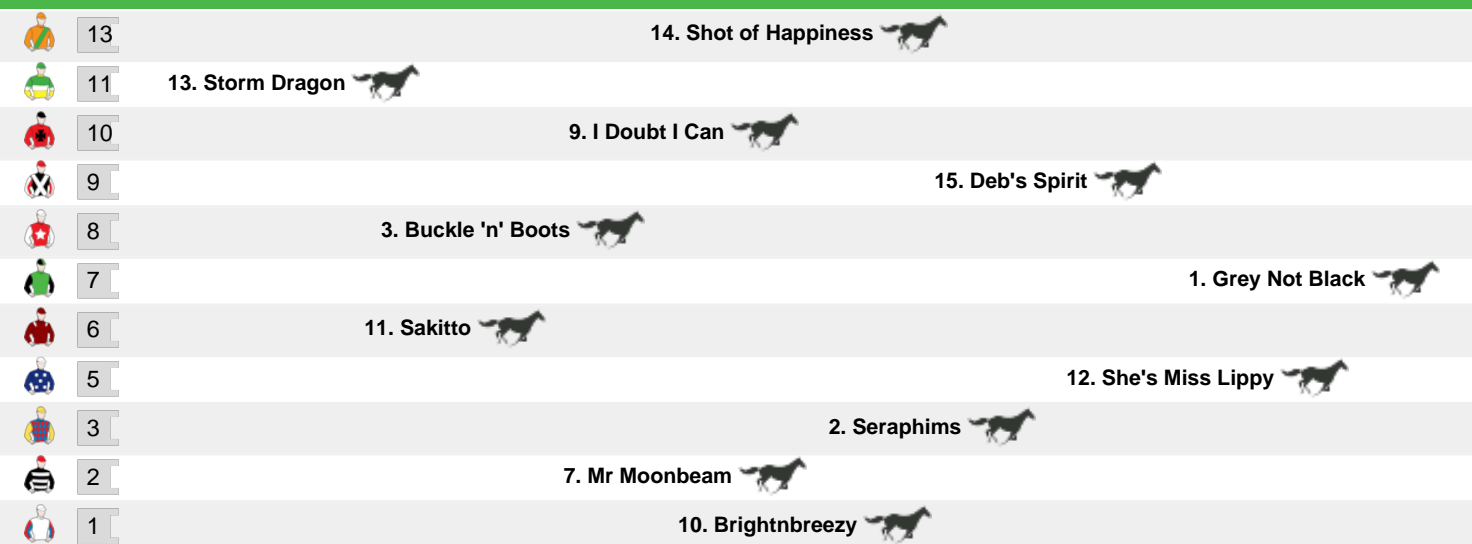 13 14. Shot of Happiness
11 13. Storm Dragon
10 9. I Doubt I Can
9 15. Deb's Spirit
8 3. Buckle 'n' Boots
7 1. Grey Not Black
6 11. Sakitto
5 12. She's Miss Lippy
3 2. Seraphims
2 7. Mr Moonbeam
1 10. Brightnbreezy